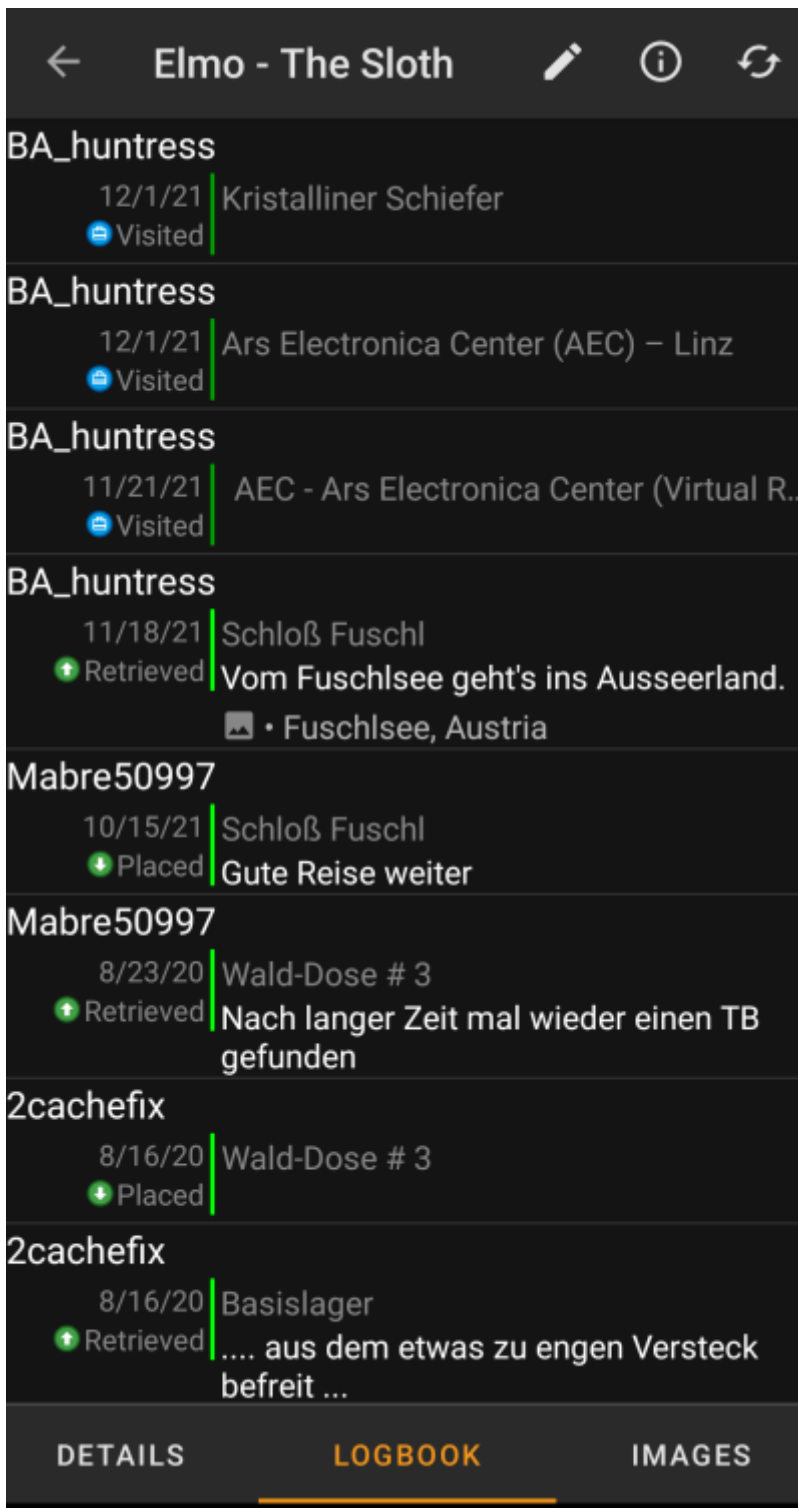 Elmo - The Sloth
BA_huntress
12/1/21 Kristalliner Schiefer
Visited
BA_huntress
12/1/21 Ars Electronica Center (AEC) – Linz
Visited
BA_huntress
11/21/21 AEC - Ars Electronica Center (Virtual R..
Visited
BA_huntress
11/18/21 Schloß Fuschl
Retrieved Vom Fuschlsee geht's ins Ausseerland.
• Fuschlsee, Austria
Mabre50997
10/15/21 Schloß Fuschl
Placed Gute Reise weiter
Mabre50997
8/23/20 Wald-Dose # 3
Retrieved Nach langer Zeit mal wieder einen TB
gefunden
2cachefix
8/16/20 Wald-Dose # 3
Placed
2cachefix
8/16/20 Basislager
Retrieved .... aus dem etwas zu engen Versteck
befreit ...
DETAILS LOGBOOK IMAGES